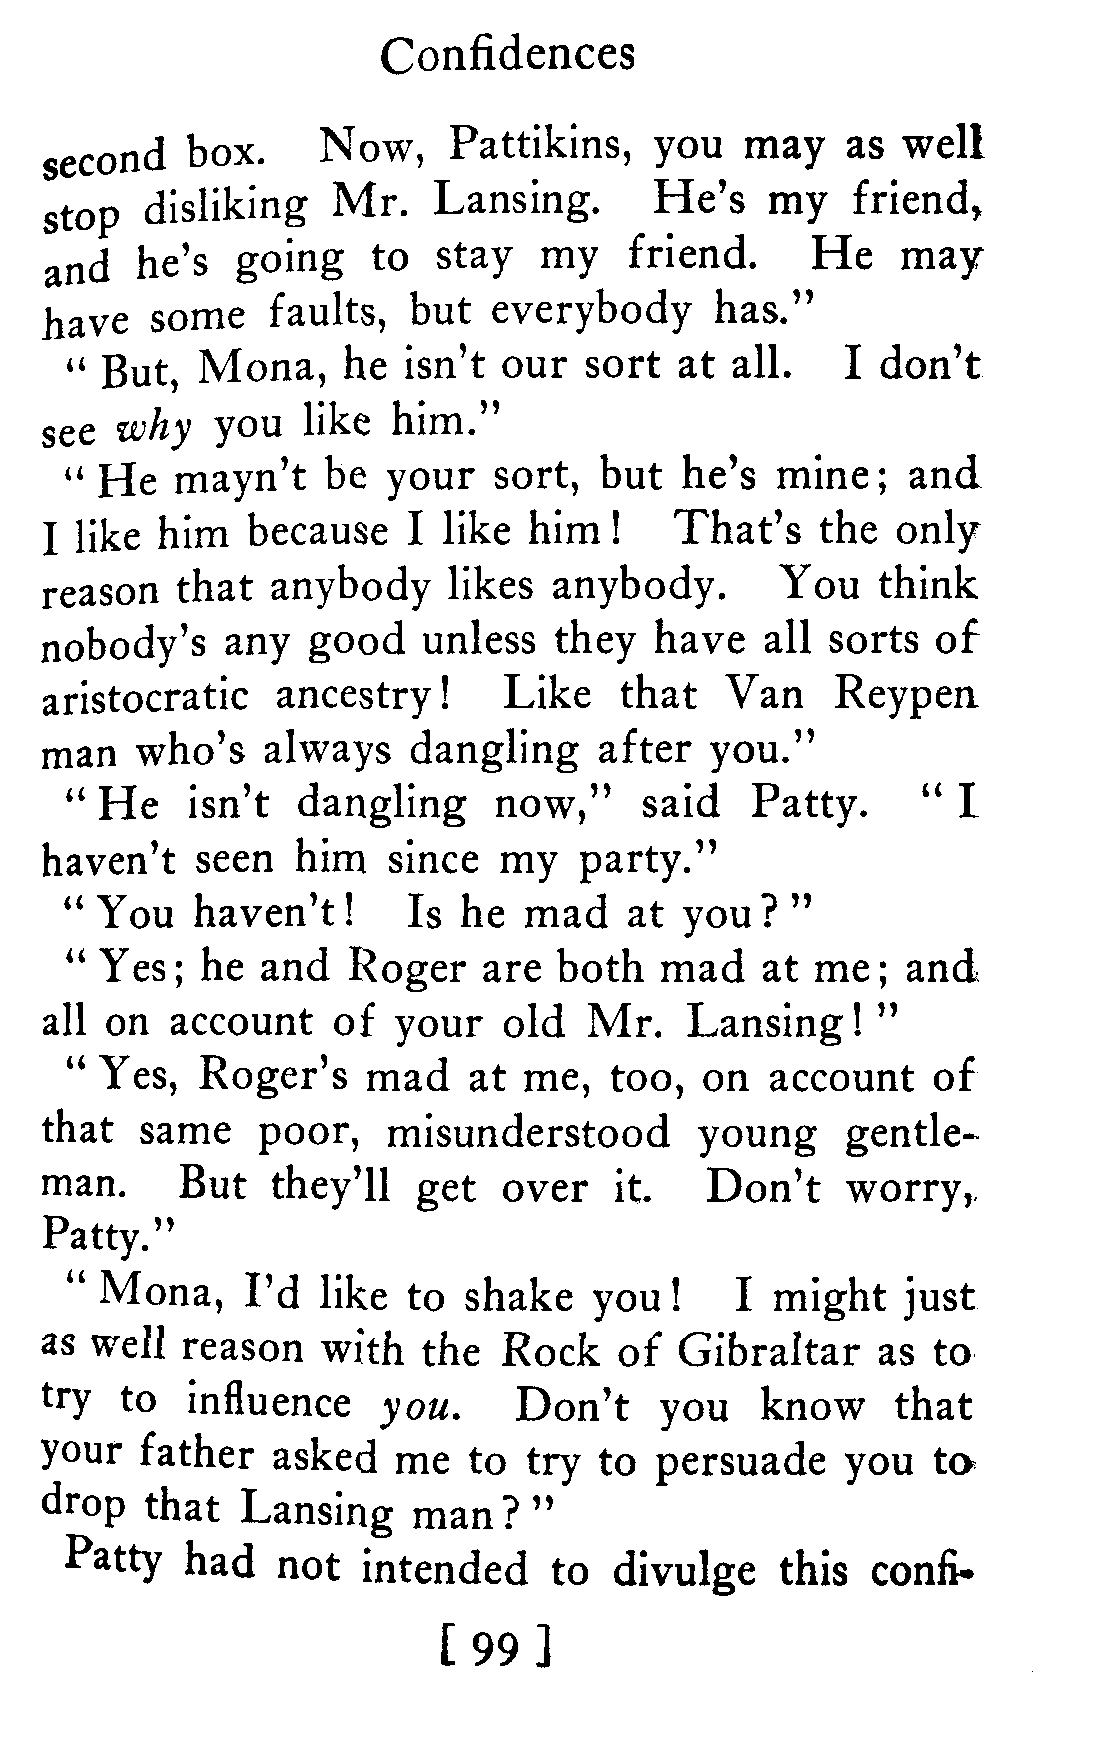 Confidences
second box. Now, Pattikins, you may as well
stop disliking Mr. Lansing. He's my friend,
and he's going to stay my friend. He may
have some faults, but everybody has."
"But, Mona, he isn't our sort at all. I don't
see why you like him."
"He mayn't be your sort, but he's mine; and
I like him because I like him! That's the only
reason that anybody likes anybody. You think
nobody's any good unless they have all sorts of
aristocratic ancestry! Like that Van Reypen
man who's always dangling after you."
"He isn't dangling now," said Patty. "I
haven't seen him since my party."
"You haven't! Is he mad at you?"
"Yes; he and Roger are both mad at me; and
all on account of your old Mr. Lansing!"
"Yes, Roger's mad at me, too, on account of
that same poor, misunderstood young gentle-
man. But they'll get over it. Don't worry,
Patty."
"Mona, I'd like to shake you! I might just
as well reason with the Rock of Gibraltar as to
try to influence you. Don't you know that
your father asked me to try to persuade you to
drop that Lansing man?"
Patty had not intended to divulge this confi-
[ 99 ]